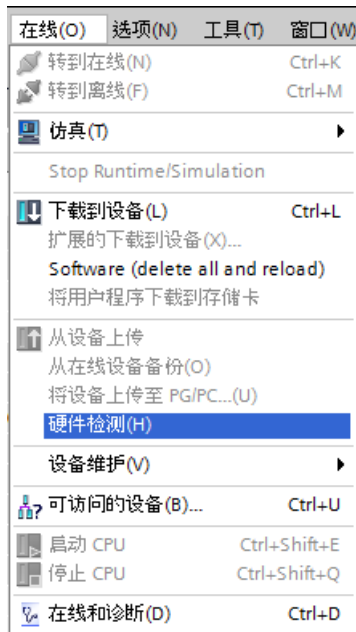 在线(O) 选项(N) 工具(T) 窗口(W
转到在线(N) Ctrl+K
转到离线(F) Ctrl+M
仿真(T)
Stop Runtime/Simulation
下载到设备(L) Ctrl+L
扩展的下载到设备(X)...
Software (delete all and reload)
将用户程序下载到存储卡
从设备上传
从在线设备备份(O)
将设备上传至 PG/PC...(U)
硬件检测(H)
设备维护(V)
可访问的设备(B)... Ctrl+U
启动 CPU Ctrl+Shift+E
停止 CPU Ctrl+Shift+Q
在线和诊断(D) Ctrl+D